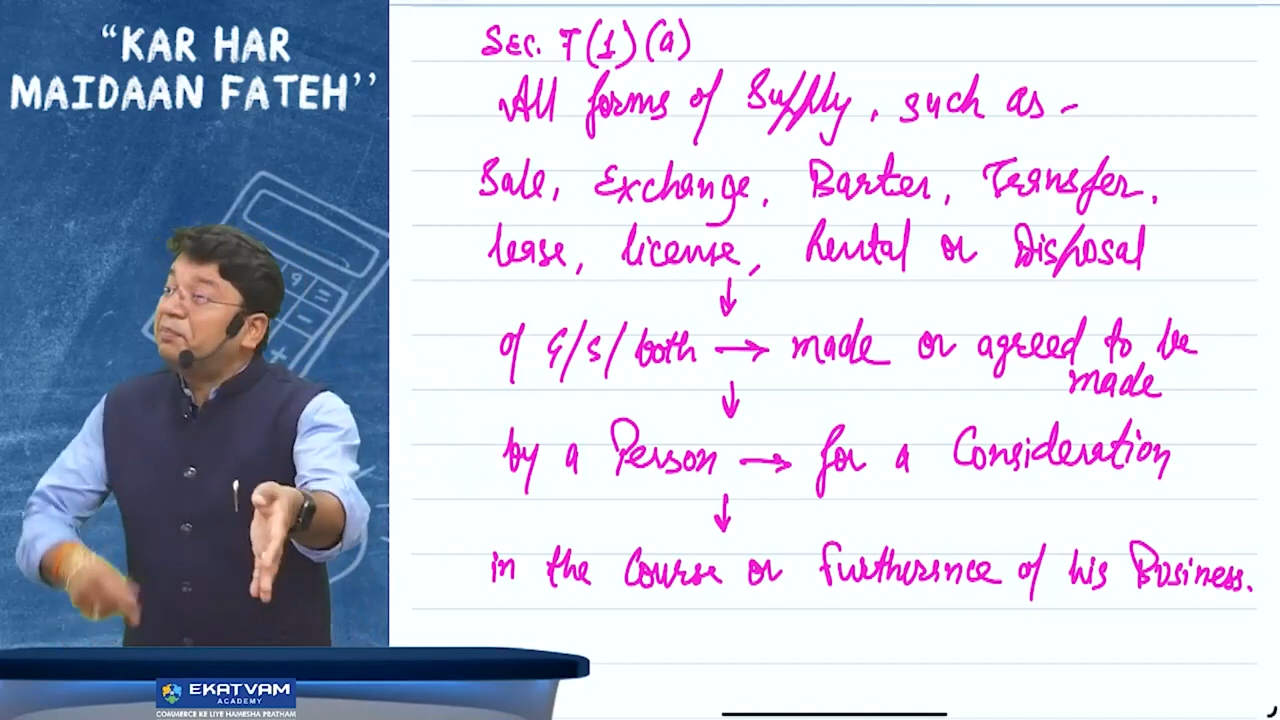 “KAR HAR
MAIDAAN FATEH’’
Sec. 7(1)(a)
All forms of Supply, such as -
Sale, Exchange, Barter, Transfer,
lease, license, Rental or Disposal
↓
of G/S/both → made or agreed to be
made
↓
by a Person → for a Consideration
↓
in the Course or furtherence of his Business.
EKATVAM
ACADEMY
COMMERCE KE LIYE HAMESHA PRATHAM